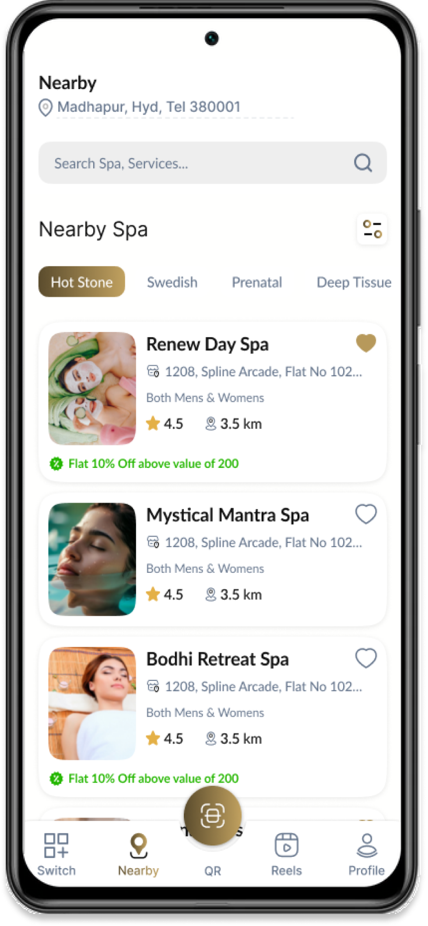 Nearby
Madhapur, Hyd, Tel 380001
Search Spa, Services...
Nearby Spa
Hot Stone Swedish Prenatal Deep Tissue
Renew Day Spa
1208, Spline Arcade, Flat No 102...
Both Mens & Womens
4.5 3.5 km
Flat 10% Off above value of 200
Mystical Mantra Spa
1208, Spline Arcade, Flat No 102...
Both Mens & Womens
4.5 3.5 km
Bodhi Retreat Spa
1208, Spline Arcade, Flat No 102...
Both Mens & Womens
4.5 3.5 km
Flat 10% Off above value of 200
Switch Nearby QR Reels Profile